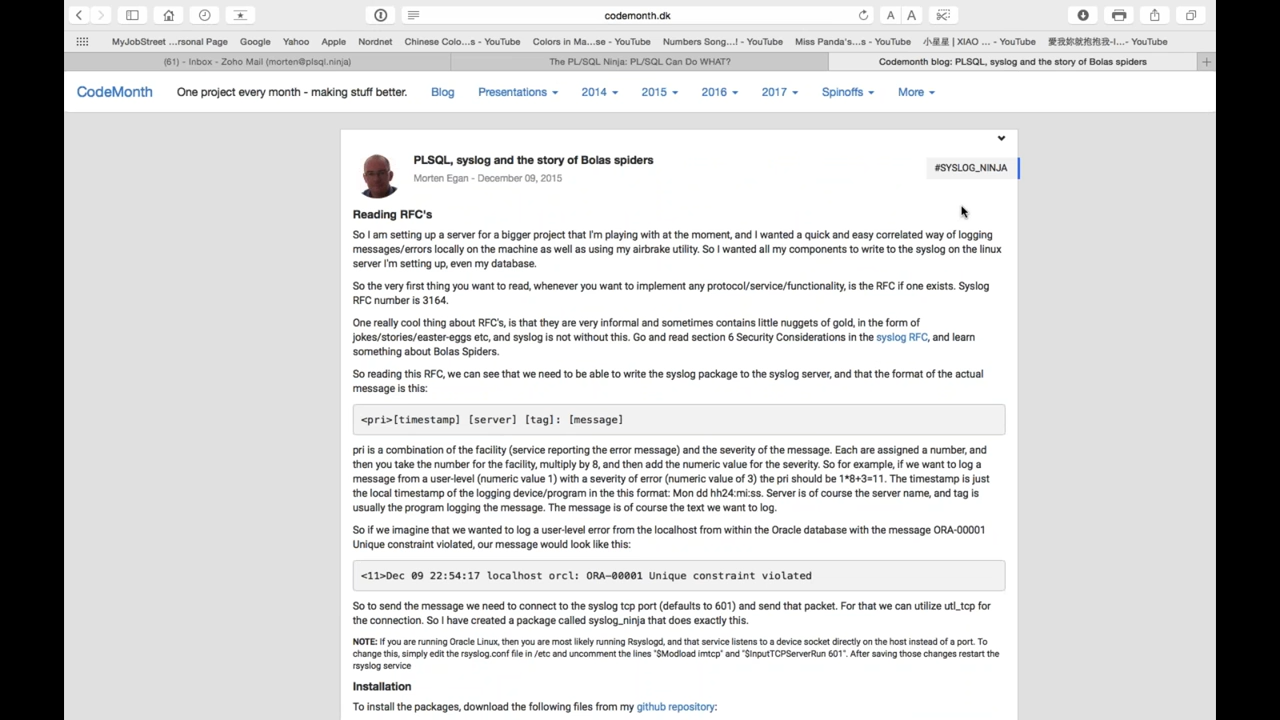 codemonth.dk
A A
MyJobStreet ...rsonal Page Google Yahoo Apple Nordnet Chinese Colo...s - YouTube Colors in Ma...se - YouTube Numbers Song...! - YouTube Miss Panda's...s - YouTube 小星星 | XIAO ... - YouTube 愛我妳就抱抱我-I...- YouTube
(61) - Inbox - Zoho Mail (morten@plsql.ninja) The PL/SQL Ninja: PL/SQL Can Do WHAT? Codemonth blog: PLSQL, syslog and the story of Bolas spiders
CodeMonth One project every month - making stuff better. Blog Presentations 2014 2015 2016 2017 Spinoffs More
PLSQL, syslog and the story of Bolas spiders
#SYSLOG_NINJA
Morten Egan - December 09, 2015
Reading RFC's
So I am setting up a server for a bigger project that I'm playing with at the moment, and I wanted a quick and easy correlated way of logging
messages/errors locally on the machine as well as using my airbrake utility. So I wanted all my components to write to the syslog on the linux
server I'm setting up, even my database.
So the very first thing you want to read, whenever you want to implement any protocol/service/functionality, is the RFC if one exists. Syslog
RFC number is 3164.
One really cool thing about RFC's, is that they are very informal and sometimes contains little nuggets of gold, in the form of
jokes/stories/easter-eggs etc, and syslog is not without this. Go and read section 6 Security Considerations in the syslog RFC, and learn
something about Bolas Spiders.
So reading this RFC, we can see that we need to be able to write the syslog package to the syslog server, and that the format of the actual
message is this:
<pri>[timestamp] [server] [tag]: [message]
pri is a combination of the facility (service reporting the error message) and the severity of the message. Each are assigned a number, and
then you take the number for the facility, multiply by 8, and then add the numeric value for the severity. So for example, if we want to log a
message from a user-level (numeric value 1) with a severity of error (numeric value of 3) the pri should be 1*8+3=11. The timestamp is just
the local timestamp of the logging device/program in the this format: Mon dd hh24:mi:ss. Server is of course the server name, and tag is
usually the program logging the message. The message is of course the text we want to log.
So if we imagine that we wanted to log a user-level error from the localhost from within the Oracle database with the message ORA-00001
Unique constraint violated, our message would look like this:
<11>Dec 09 22:54:17 localhost orcl: ORA-00001 Unique constraint violated
So to send the message we need to connect to the syslog tcp port (defaults to 601) and send that packet. For that we can utilize utl_tcp for
the connection. So I have created a package called syslog_ninja that does exactly this.
NOTE: If you are running Oracle Linux, then you are most likely running Rsyslogd, and that service listens to a device socket directly on the host instead of a port. To
change this, simply edit the rsyslog.conf file in /etc and uncomment the lines "$Modload imtcp" and "$InputTCPServerRun 601". After saving those changes restart the
rsyslog service
Installation
To install the packages, download the following files from my github repository: